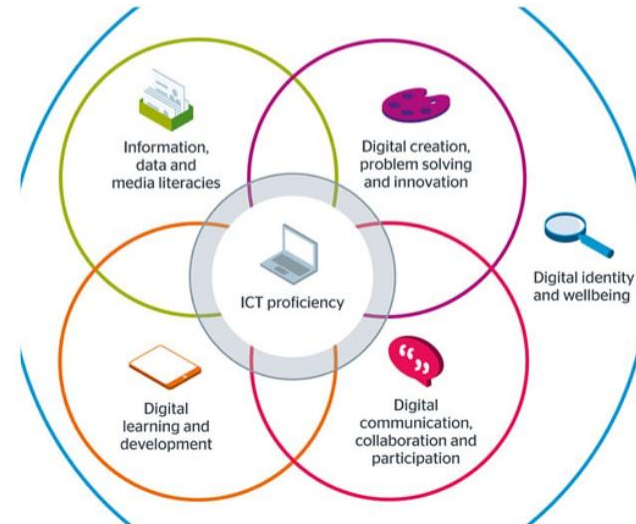 Information,
data and
media literacies
Digital creation,
problem solving
and innovation
Digital identity
and wellbeing
ICT proficiency
Digital
learning and
development
Digital
communication,
collaboration and
participation